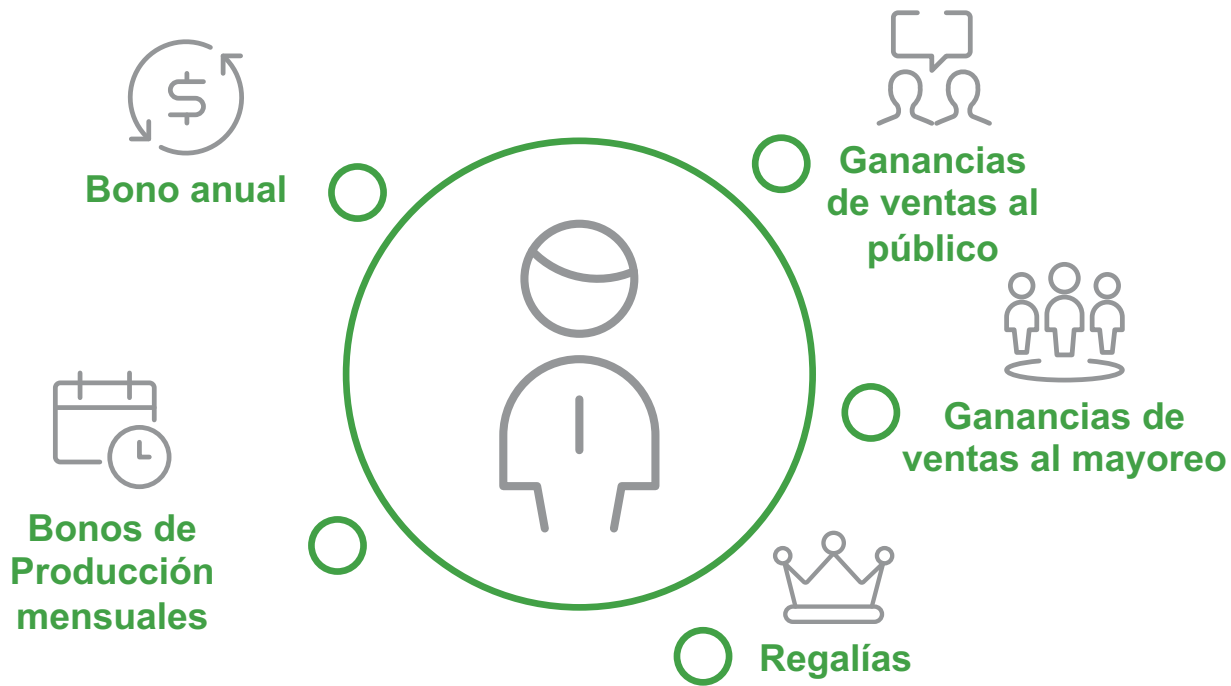 Bono anual
Ganancias
de ventas al
público
Ganancias de
ventas al mayoreo
Regalías
Bonos de
Producción
mensuales